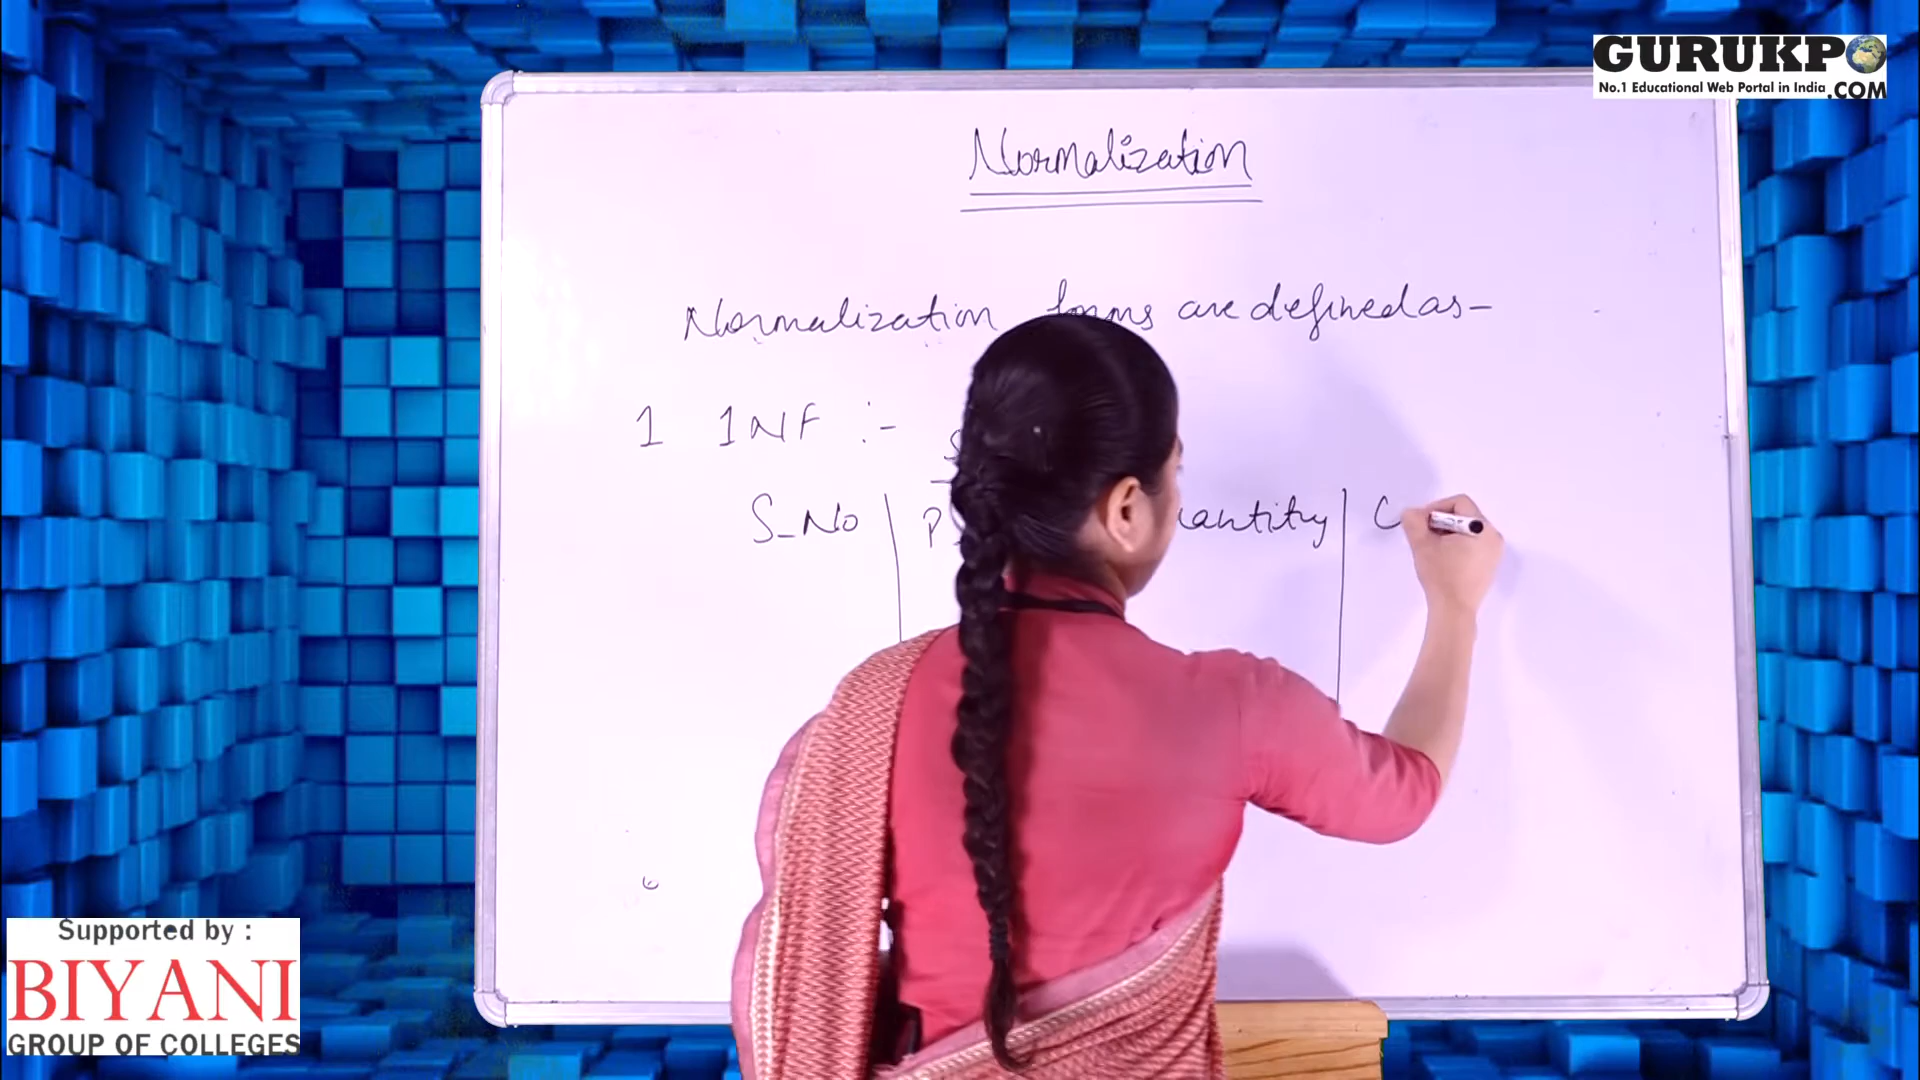 GURUKPO
No.1 Educational Web Portal in India .COM
Normalization
Normalization forms are defined as-
1 1NF :-
S_No
Supported by :
BIYANI
GROUP OF COLLEGES